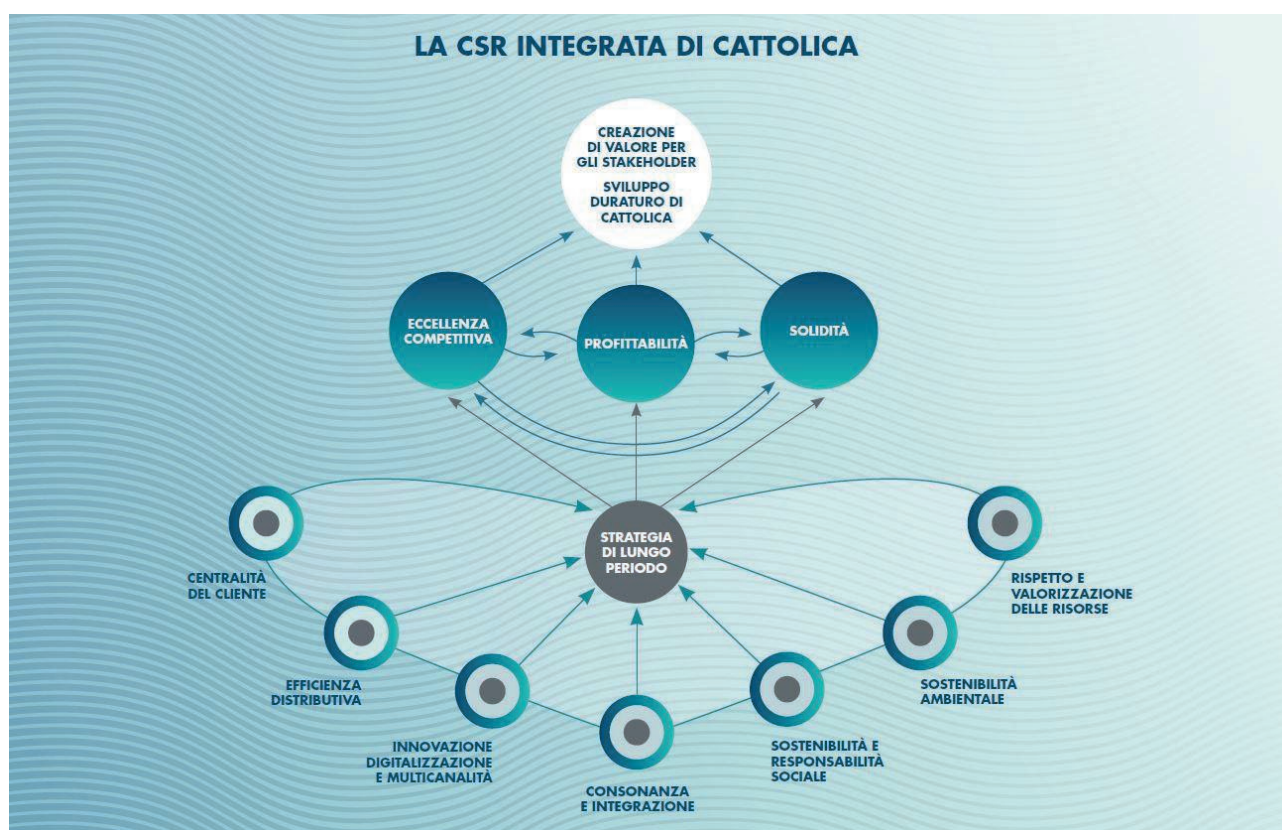 LA CSR INTEGRATA DI CATTOLICA
CREAZIONE
DI VALORE PER
GLI STAKEHOLDER
SVILUPPO
DURATURO DI
CATTOLICA
ECCELLENZA
COMPETITIVA
PROFITTABILITÀ
SOLIDITÀ
STRATEGIA
DI LUNGO
PERIODO
CENTRALITÀ
DEL CLIENTE
EFFICIENZA
DISTRIBUTIVA
INNOVAZIONE
DIGITALIZZAZIONE
E MULTICANALITÀ
CONSONANZA
E INTEGRAZIONE
SOSTENIBILITÀ E
RESPONSABILITÀ
SOCIALE
SOSTENIBILITÀ
AMBIENTALE
RISPETTO E
VALORIZZAZIONE
DELLE RISORSE